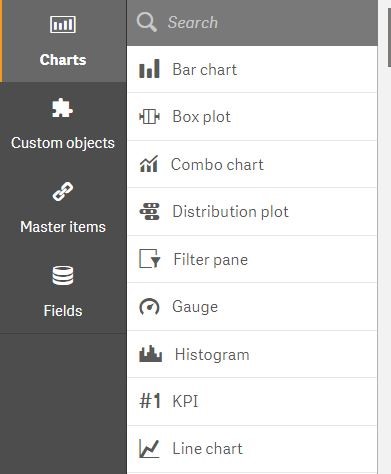 Charts
Custom objects
Master items
Fields
Search
Bar chart
Box plot
Combo chart
Distribution plot
Filter pane
Gauge
Histogram
#1 KPI
Line chart